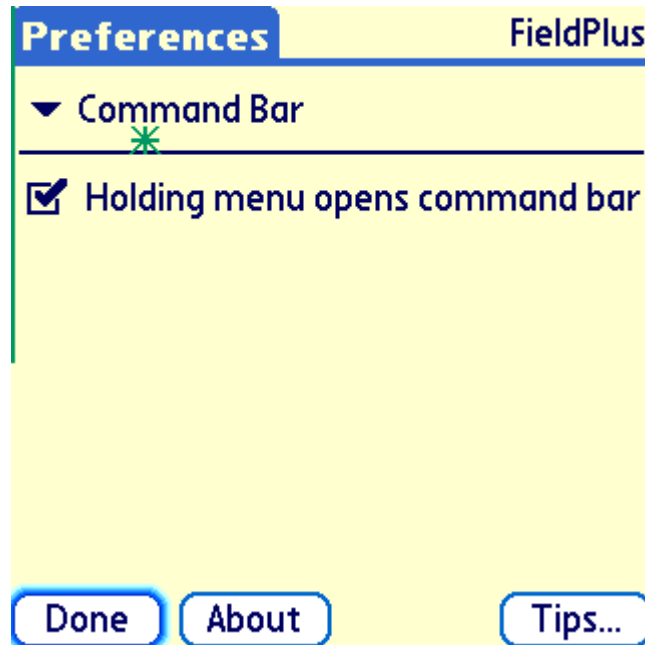 Preferences FieldPlus
Command Bar
Holding menu opens command bar
Done About Tips...